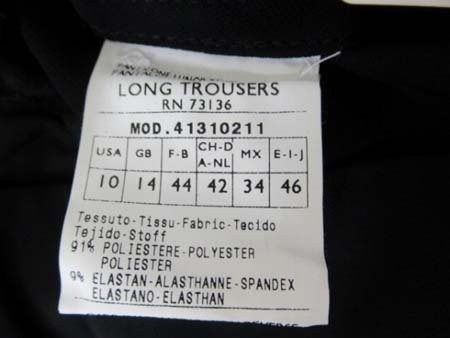 LONG TROUSERS
RN 73136
MOD.41310211
USA GB F-B CH-D A-NL MX E-I-J
10 14 44 42 34 46
Tessuto-Tissu-Fabric-Tecido
Tejido-Stoff
91% POLIESTERE-POLYESTER
POLIESTER
9% ELASTAN-ALASTHANNE-SPANDEX
ELASTANO-ELASTHAN